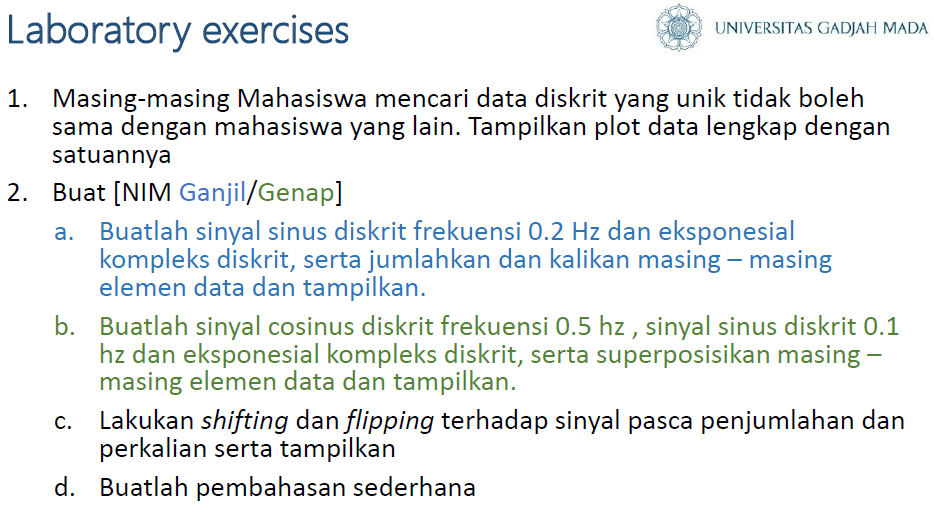 Laboratory exercises
UNIVERSITAS GADJAH MADA
1. Masing-masing Mahasiswa mencari data diskrit yang unik tidak boleh
sama dengan mahasiswa yang lain. Tampilkan plot data lengkap dengan
satuannya
2. Buat [NIM Ganjil/Genap]
a. Buatlah sinyal sinus diskrit frekuensi 0.2 Hz dan eksponesial
kompleks diskrit, serta jumlahkan dan kalikan masing – masing
elemen data dan tampilkan.
b. Buatlah sinyal cosinus diskrit frekuensi 0.5 hz , sinyal sinus diskrit 0.1
hz dan eksponesial kompleks diskrit, serta superposisikan masing –
masing elemen data dan tampilkan.
c. Lakukan shifting dan flipping terhadap sinyal pasca penjumlahan dan
perkalian serta tampilkan
d. Buatlah pembahasan sederhana